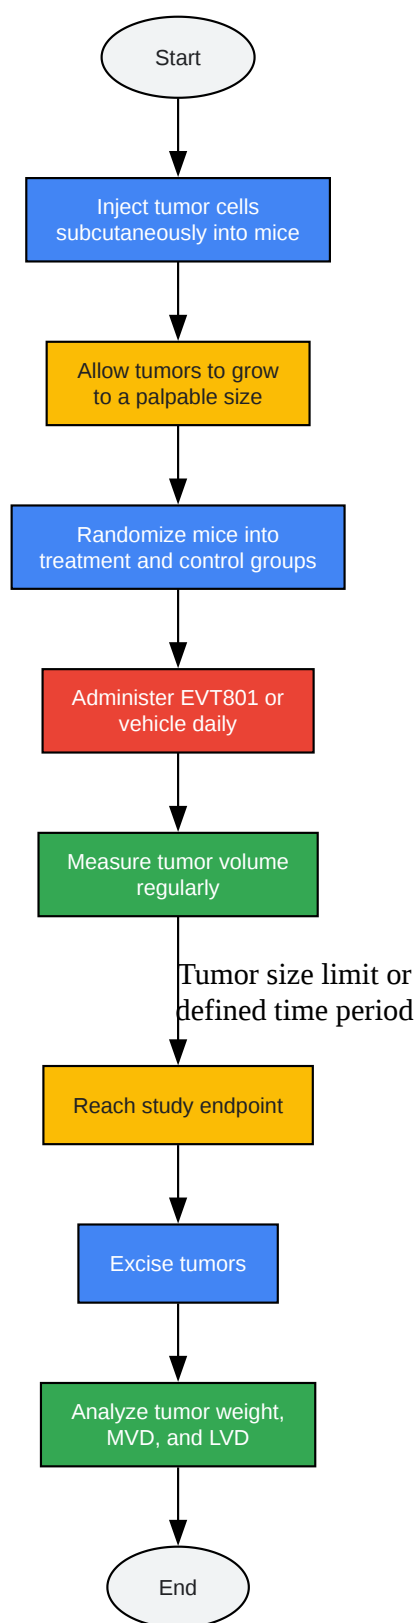 Start
Inject tumor cells
subcutaneously into mice
Allow tumors to grow
to a palpable size
Randomize mice into
treatment and control groups
Administer EVT801 or
vehicle daily
Measure tumor volume
regularly
Tumor size limit or
defined time period
Reach study endpoint
Excise tumors
Analyze tumor weight,
MVD, and LVD
End